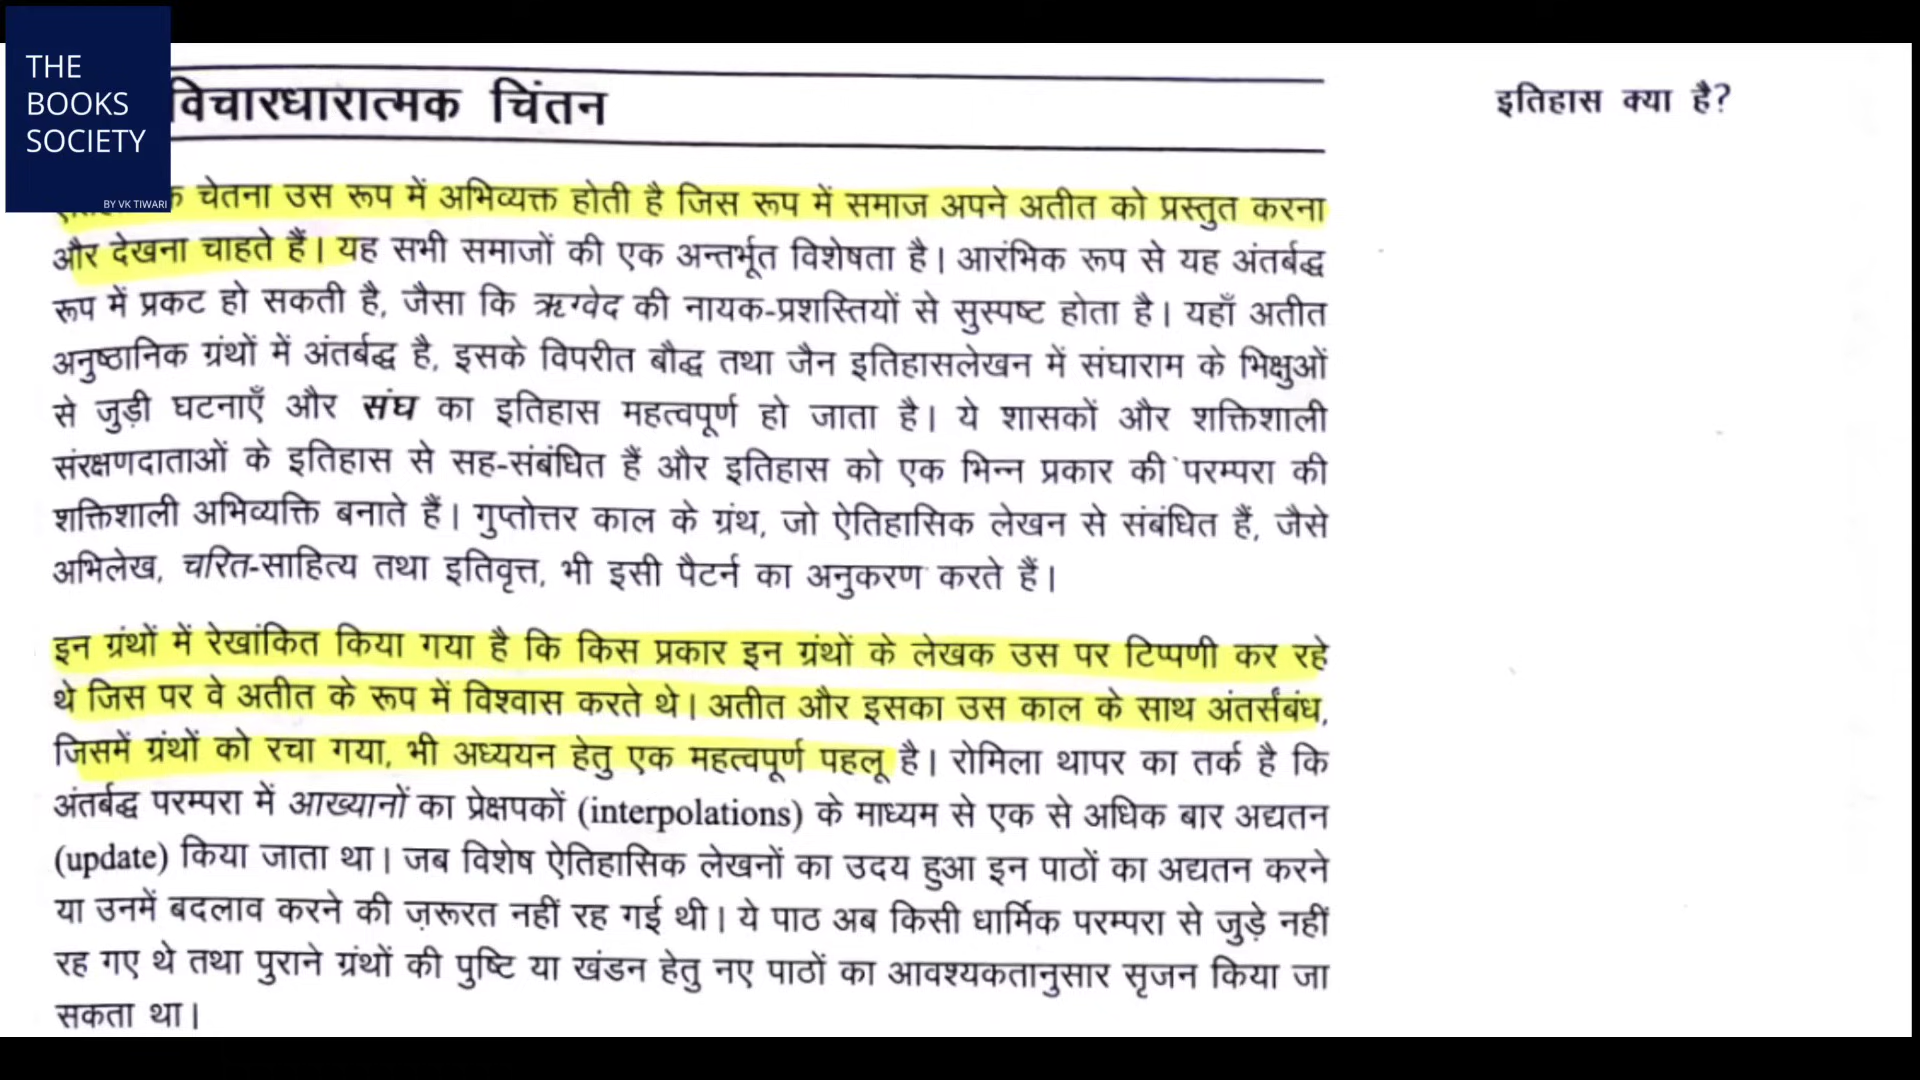 THE
BOOKS
SOCIETY
BY VK TIWARI
विचारधारात्मक चिंतन
इतिहास क्या है?
चेतना उस रूप में अभिव्यक्त होती है जिस रूप में समाज अपने अतीत को प्रस्तुत करना
और देखना चाहते हैं। यह सभी समाजों की एक अन्तर्भूत विशेषता है। आरंभिक रूप से यह अंतर्बद्ध
रूप में प्रकट हो सकती है, जैसा कि ऋग्वेद की नायक-प्रशस्तियों से सुस्पष्ट होता है। यहाँ अतीत
अनुष्ठानिक ग्रंथों में अंतर्बद्ध है, इसके विपरीत बौद्ध तथा जैन इतिहासलेखन में संघाराम के भिक्षुओं
से जुड़ी घटनाएँ और संघ का इतिहास महत्वपूर्ण हो जाता है। ये शासकों और शक्तिशाली
संरक्षणदाताओं के इतिहास से सह-संबंधित हैं और इतिहास को एक भिन्न प्रकार की परम्परा की
शक्तिशाली अभिव्यक्ति बनाते हैं। गुप्तोत्तर काल के ग्रंथ, जो ऐतिहासिक लेखन से संबंधित हैं, जैसे
अभिलेख, चरित-साहित्य तथा इतिवृत्त, भी इसी पैटर्न का अनुकरण करते हैं।
इन ग्रंथों में रेखांकित किया गया है कि किस प्रकार इन ग्रंथों के लेखक उस पर टिप्पणी कर रहे
थे जिस पर वे अतीत के रूप में विश्वास करते थे। अतीत और इसका उस काल के साथ अंतर्संबंध,
जिसमें ग्रंथों को रचा गया, भी अध्ययन हेतु एक महत्वपूर्ण पहलू है। रोमिला थापर का तर्क है कि
अंतर्बद्ध परम्परा में आख्यानों का प्रेक्षपकों (interpolations) के माध्यम से एक से अधिक बार अद्यतन
(update) किया जाता था। जब विशेष ऐतिहासिक लेखनों का उदय हुआ इन पाठों का अद्यतन करने
या उनमें बदलाव करने की ज़रूरत नहीं रह गई थी। ये पाठ अब किसी धार्मिक परम्परा से जुड़े नहीं
रह गए थे तथा पुराने ग्रंथों की पुष्टि या खंडन हेतु नए पाठों का आवश्यकतानुसार सृजन किया जा
सकता था।